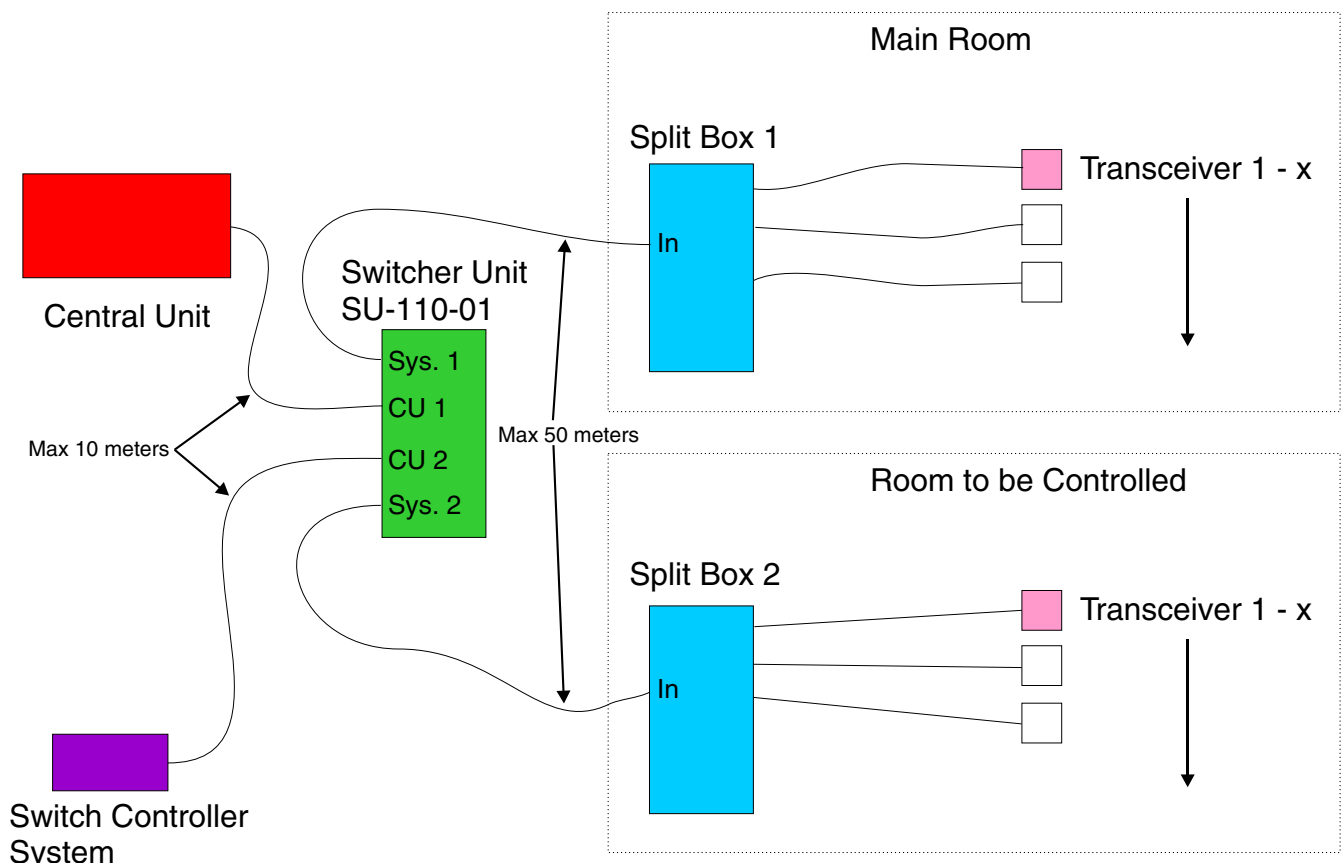 Main Room
Split Box 1
Transceiver 1 - x
In
Central Unit
Switcher Unit
SU-110-01
Sys. 1
CU 1
CU 2
Sys. 2
Max 10 meters
Max 50 meters
Room to be Controlled
Split Box 2
Transceiver 1 - x
In
Switch Controller
System